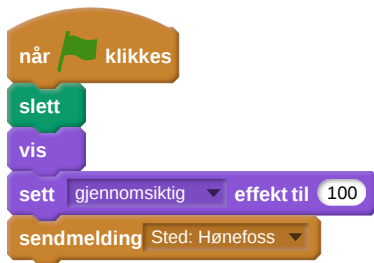 når klikkes
slett
vis
sett gjennomsiktig effekt til 100
sendmelding Sted: Hønefoss